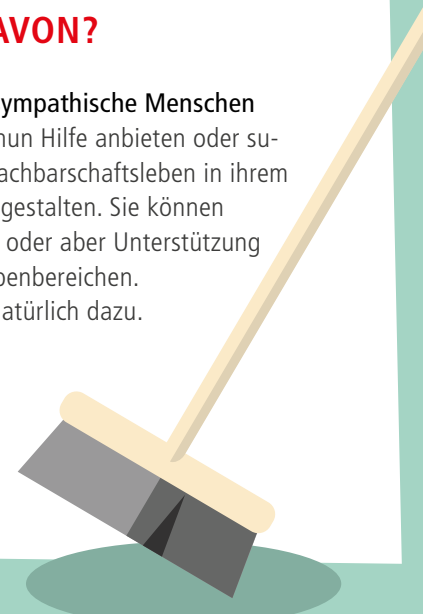 AVON?
ympathische Menschen
nun Hilfe anbieten oder su-
achbarschaftsleben in ihrem
gestalten. Sie können
oder aber Unterstützung
benbereichen.
atürlich dazu.